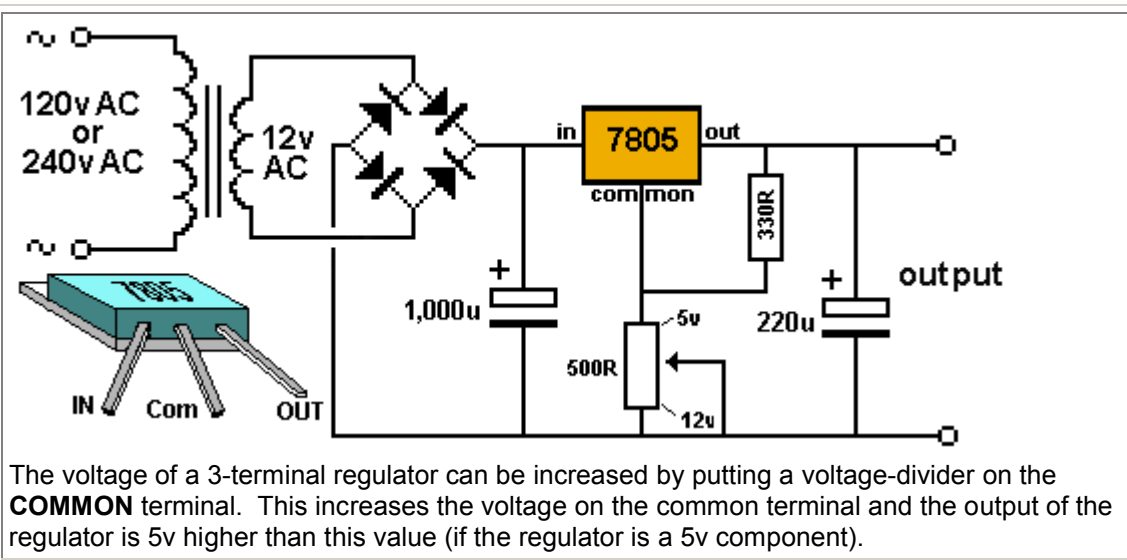 120v AC
or
240v AC
12v
AC
in
7805
out
common
330R
+
1,000u
5v
500R
12v
+
220u
output
7805
IN
Com
OUT
The voltage of a 3-terminal regulator can be increased by putting a voltage-divider on the
COMMON terminal.  This increases the voltage on the common terminal and the output of the
regulator is 5v higher than this value (if the regulator is a 5v component).